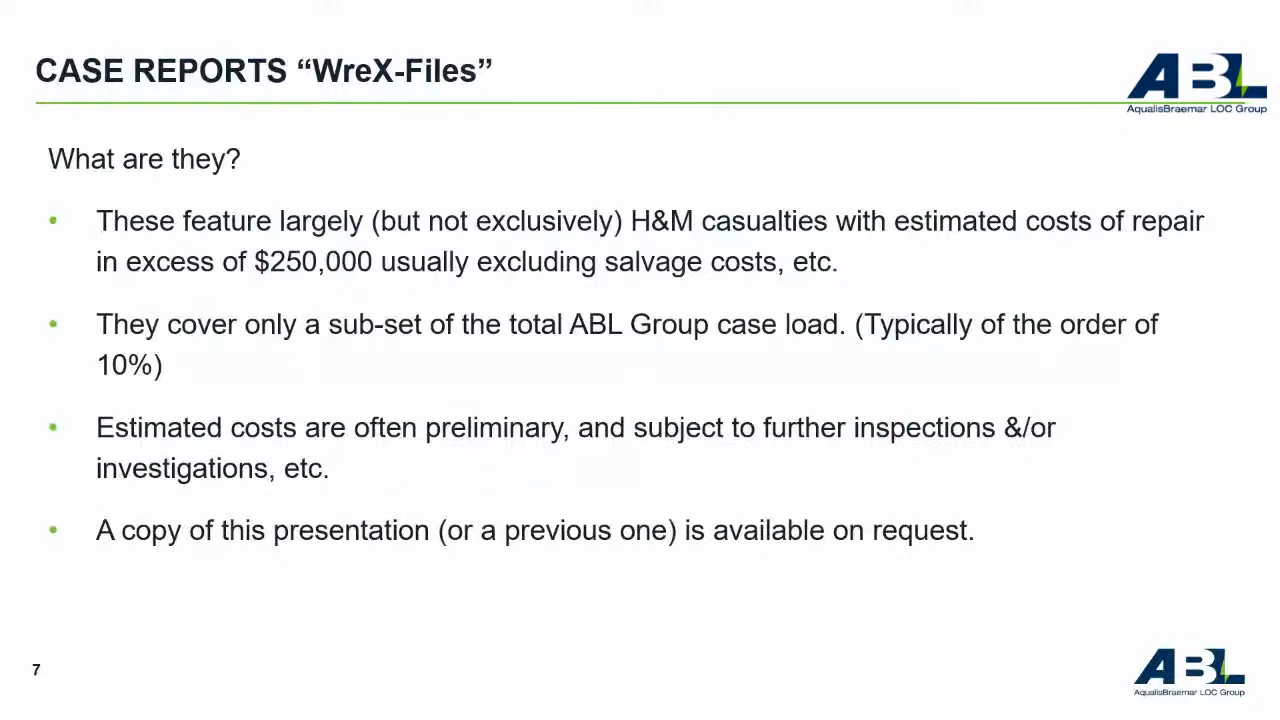 CASE REPORTS “WreX-Files”
ABL
AqualisBraemar LOC Group
What are they?
• These feature largely (but not exclusively) H&M casualties with estimated costs of repair
in excess of $250,000 usually excluding salvage costs, etc.
• They cover only a sub-set of the total ABL Group case load. (Typically of the order of
10%)
• Estimated costs are often preliminary, and subject to further inspections &/or
investigations, etc.
• A copy of this presentation (or a previous one) is available on request.
7
ABL
AqualisBraemar LOC Group